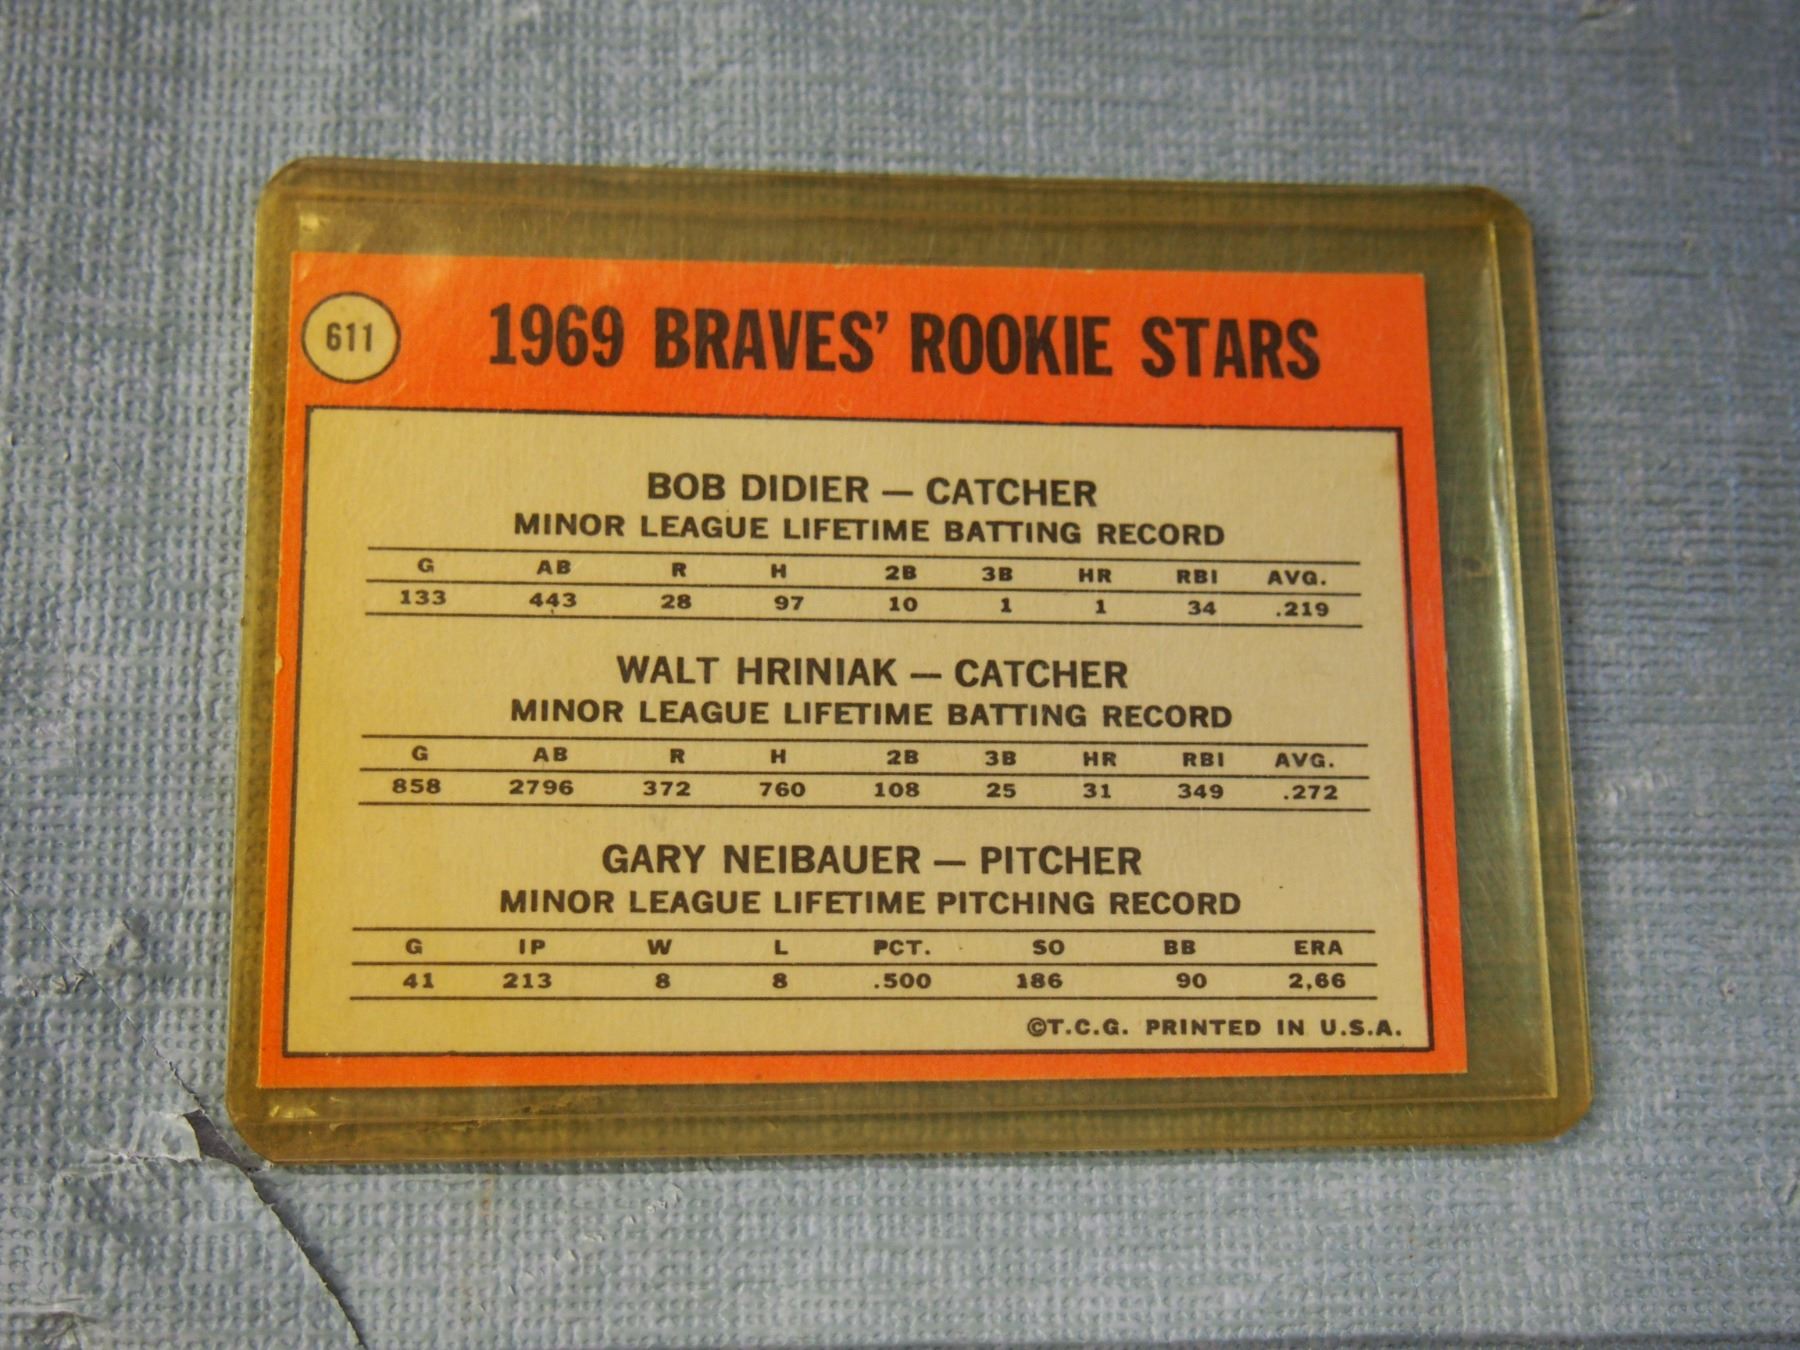 611
1969 BRAVES' ROOKIE STARS
BOB DIDIER — CATCHER
MINOR LEAGUE LIFETIME BATTING RECORD
G AB R H 2B 3B HR RBI AVG.
133 443 28 97 10 1 1 34 .219
WALT HRINIAK — CATCHER
MINOR LEAGUE LIFETIME BATTING RECORD
G AB R H 2B 3B HR RBI AVG.
858 2796 372 760 108 25 31 349 .272
GARY NEIBAUER — PITCHER
MINOR LEAGUE LIFETIME PITCHING RECORD
G IP W L PCT. SO BB ERA
41 213 8 8 .500 186 90 2.66
©T.C.G. PRINTED IN U.S.A.